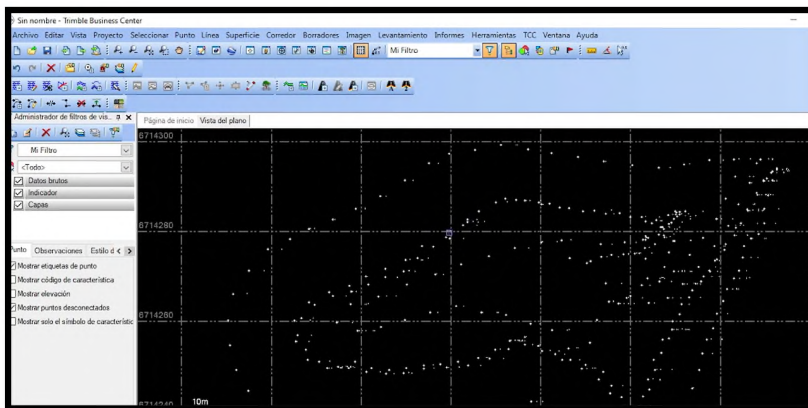 Sin nombre - Trimble Business Center
Archivo Editar Vista Proyecto Seleccionar Punto Línea Superficie Corredor Borradores Imagen Levantamiento Informes Herramientas TCC Ventana Ayuda
Mi Filtro
Administrador de filtros de vis...
Página de inicio Vista del plano
Mi Filtro
<Todo>
Datos brutos
Indicador
Capas
Punto Observaciones Estilo d
Mostrar etiquetas de punto
Mostrar código de característica
Mostrar elevación
Mostrar puntos desconectados
Mostrar solo el símbolo de característic
6714300
6714280
6714260
6714240
10m